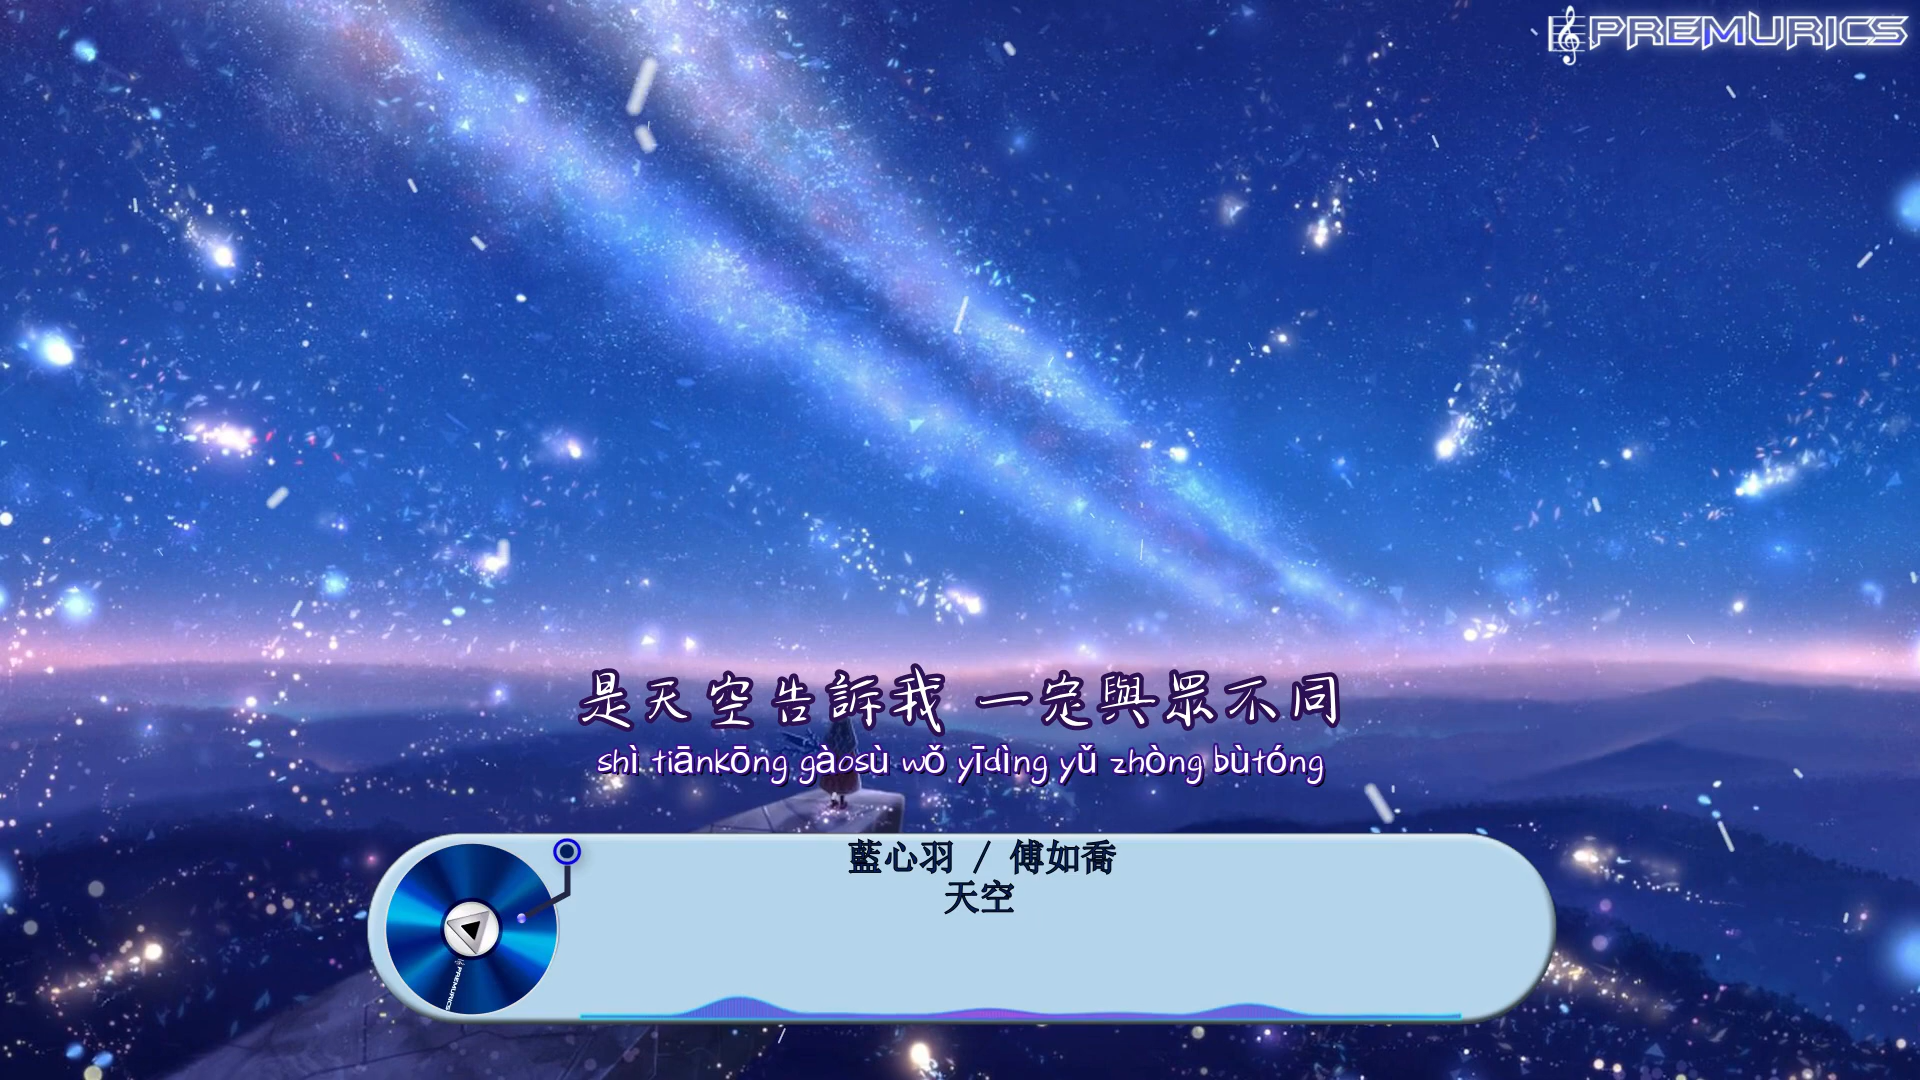 PREMURICS
是天空告訴我 一定與眾不同
shì tiānkōng gàosù wǒ yīdìng yǔ zhòng bùtóng
藍心羽 / 傅如喬
天空
PREMURICS